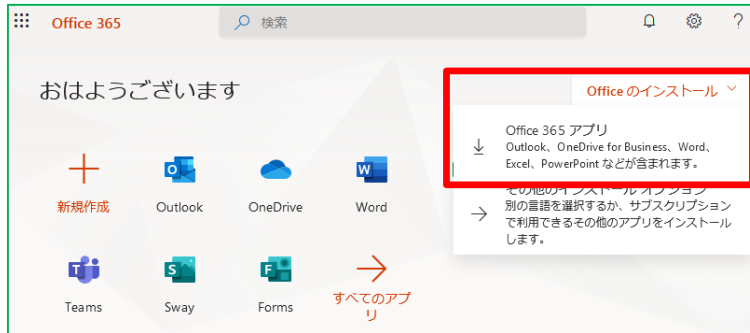 Office 365
検索
?
おはようございます
Office のインストール
Office 365 アプリ
Outlook、OneDrive for Business、Word、
Excel、PowerPoint などが含まれます。
その他のインストール オプション
別の言語を選択するか、サブスクリプション
で利用できるその他のアプリをインストール
します。
新規作成
Outlook
OneDrive
Word
Teams
Sway
Forms
すべてのアプ
リ